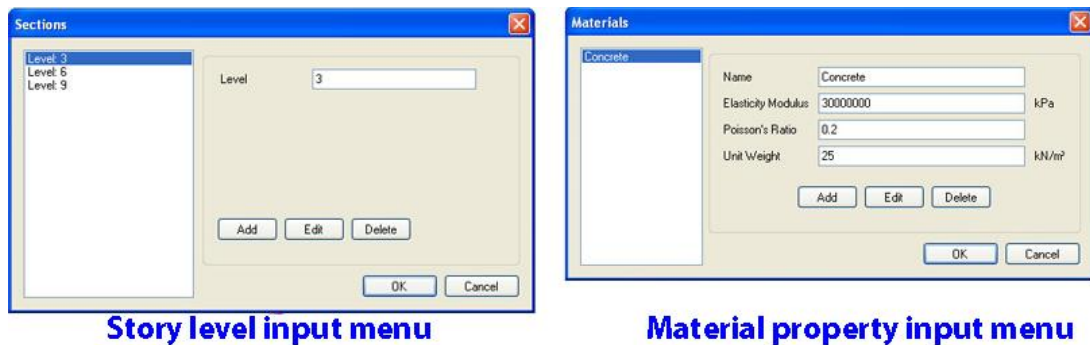 Sections
Level: 3
Level: 6
Level: 9
Level 3
Add Edit Delete
OK Cancel
Story level input menu
Materials
Concrete
Name Concrete
Elasticity Modulus 30000000 kPa
Poisson's Ratio 0.2
Unit Weight 25 kN/m³
Add Edit Delete
OK Cancel
Material property input menu